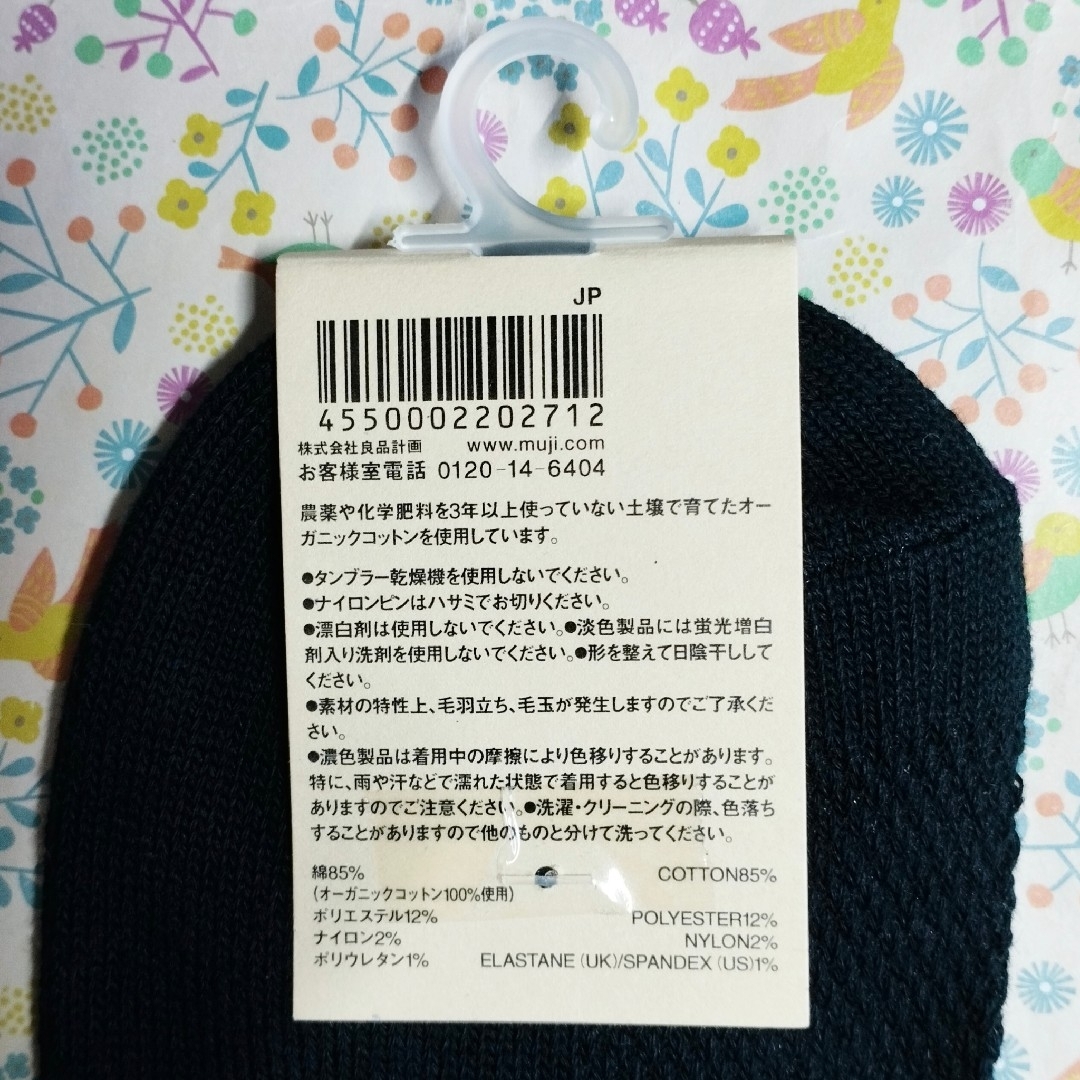 JP
4550002202712
株式会社良品計画 www.muji.com
お客様室電話 0120-14-6404
農薬や化学肥料を3年以上使っていない土壌で育てたオー
ガニックコットンを使用しています。
●タンブラー乾燥機を使用しないでください。
●ナイロンピンはハサミでお切りください。
●漂白剤は使用しないでください。●淡色製品には蛍光増白
剤入り洗剤を使用しないでください。●形を整えて日陰干しして
ください。
●素材の特性上、毛羽立ち、毛玉が発生しますのでご了承くだ
さい。
●濃色製品は着用中の摩擦により色移りすることがあります。
特に、雨や汗などで濡れた状態で着用すると色移りすることが
ありますのでご注意ください。●洗濯・クリーニングの際、色落ち
することがありますので他のものと分けて洗ってください。
綿85% COTTON85%
(オーガニックコットン100%使用)
ポリエステル12% POLYESTER12%
ナイロン2% NYLON2%
ポリウレタン1% ELASTANE (UK)/SPANDEX (US)1%